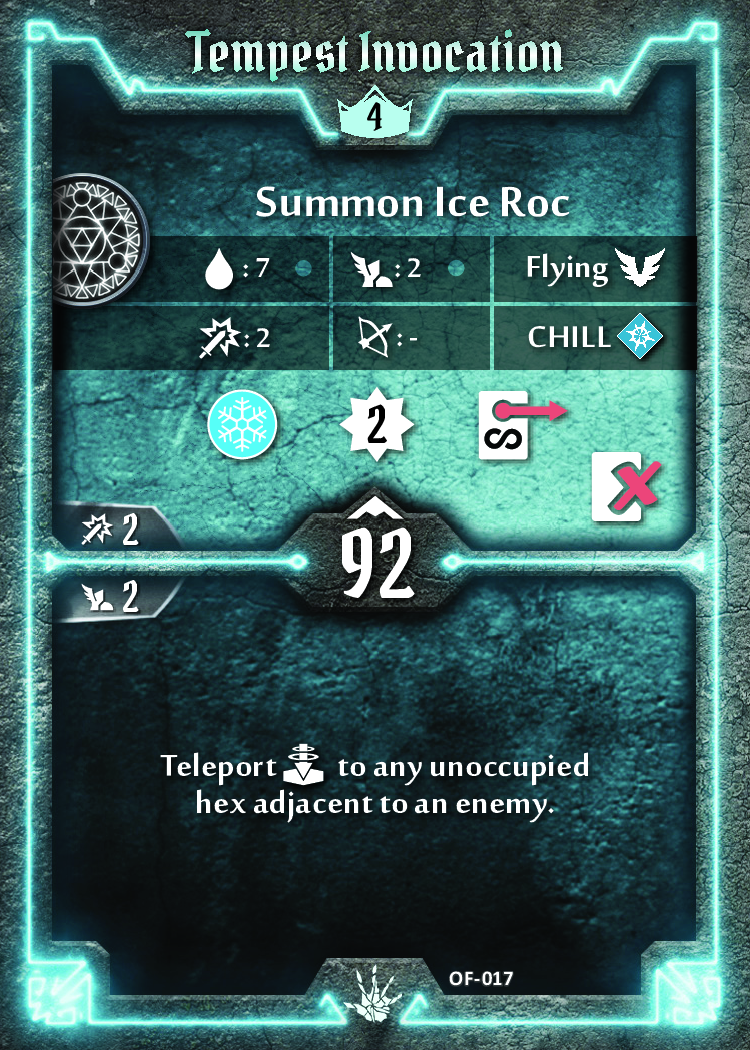 Tempest Invocation
4
Summon Ice Roc
: 7 : 2 Flying
: 2 : - CHILL
2 S
2
92
2
Teleport to any unoccupied
hex adjacent to an enemy.
OF-017